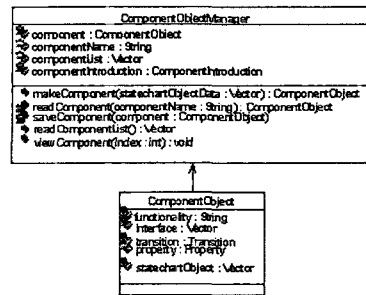 ComponentObjectManager
component : ComponentObject
componentName : String
componentList : Vector
componentIntroduction : ComponentIntroduction
makeComponent(statechartObjectData : Vector) : ComponentObject
readComponent(componentName : String) : ComponentObject
saveComponent(component : ComponentObject)
readComponentList() : Vector
viewComponent(index : int) : void
ComponentObject
functionality : String
interface : Vector
transition : Transition
property : Property
statechartObject : Vector